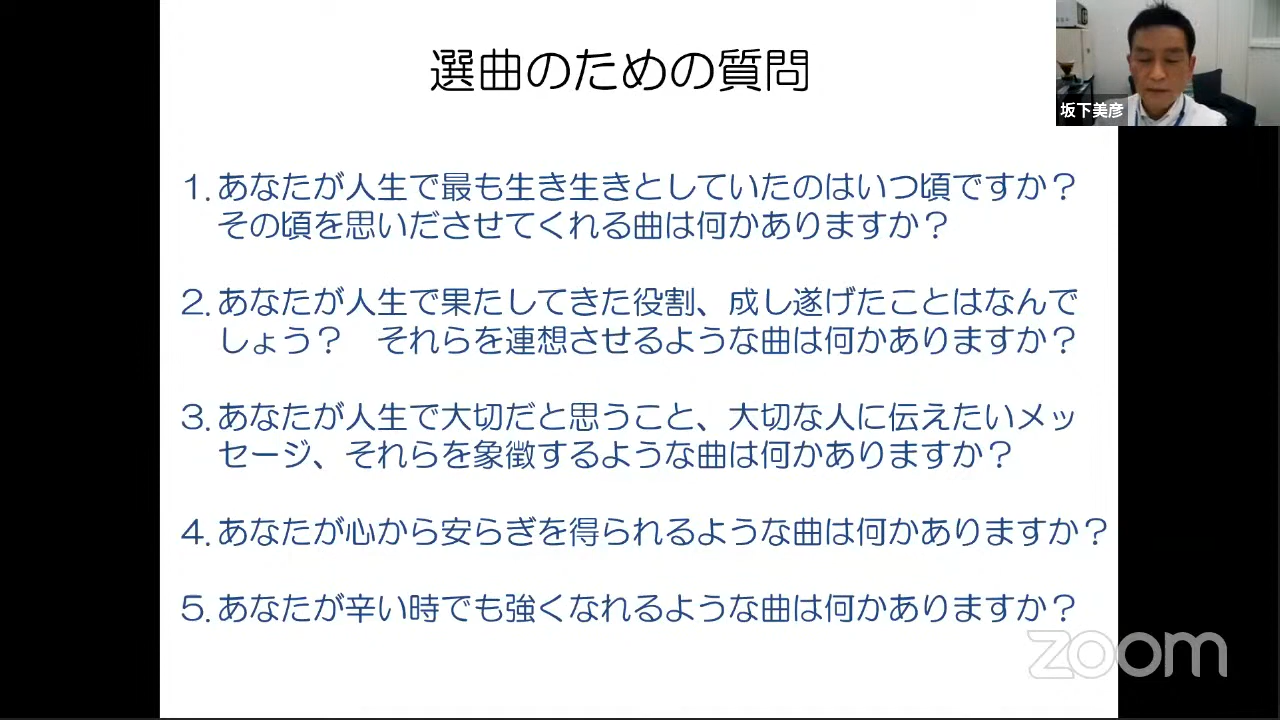 選曲のための質問
坂下美彦
1. あなたが人生で最も生き生きとしていたのはいつ頃ですか？
その頃を思いださせてくれる曲は何かありますか？
2. あなたが人生で果たしてきた役割、成し遂げたことはなんで
しょう？　それらを連想させるような曲は何かありますか？
3. あなたが人生で大切だと思うこと、大切な人に伝えたいメッ
セージ、それらを象徴するような曲は何かありますか？
4. あなたが心から安らぎを得られるような曲は何かありますか？
5. あなたが辛い時でも強くなれるような曲は何かありますか？
zoom